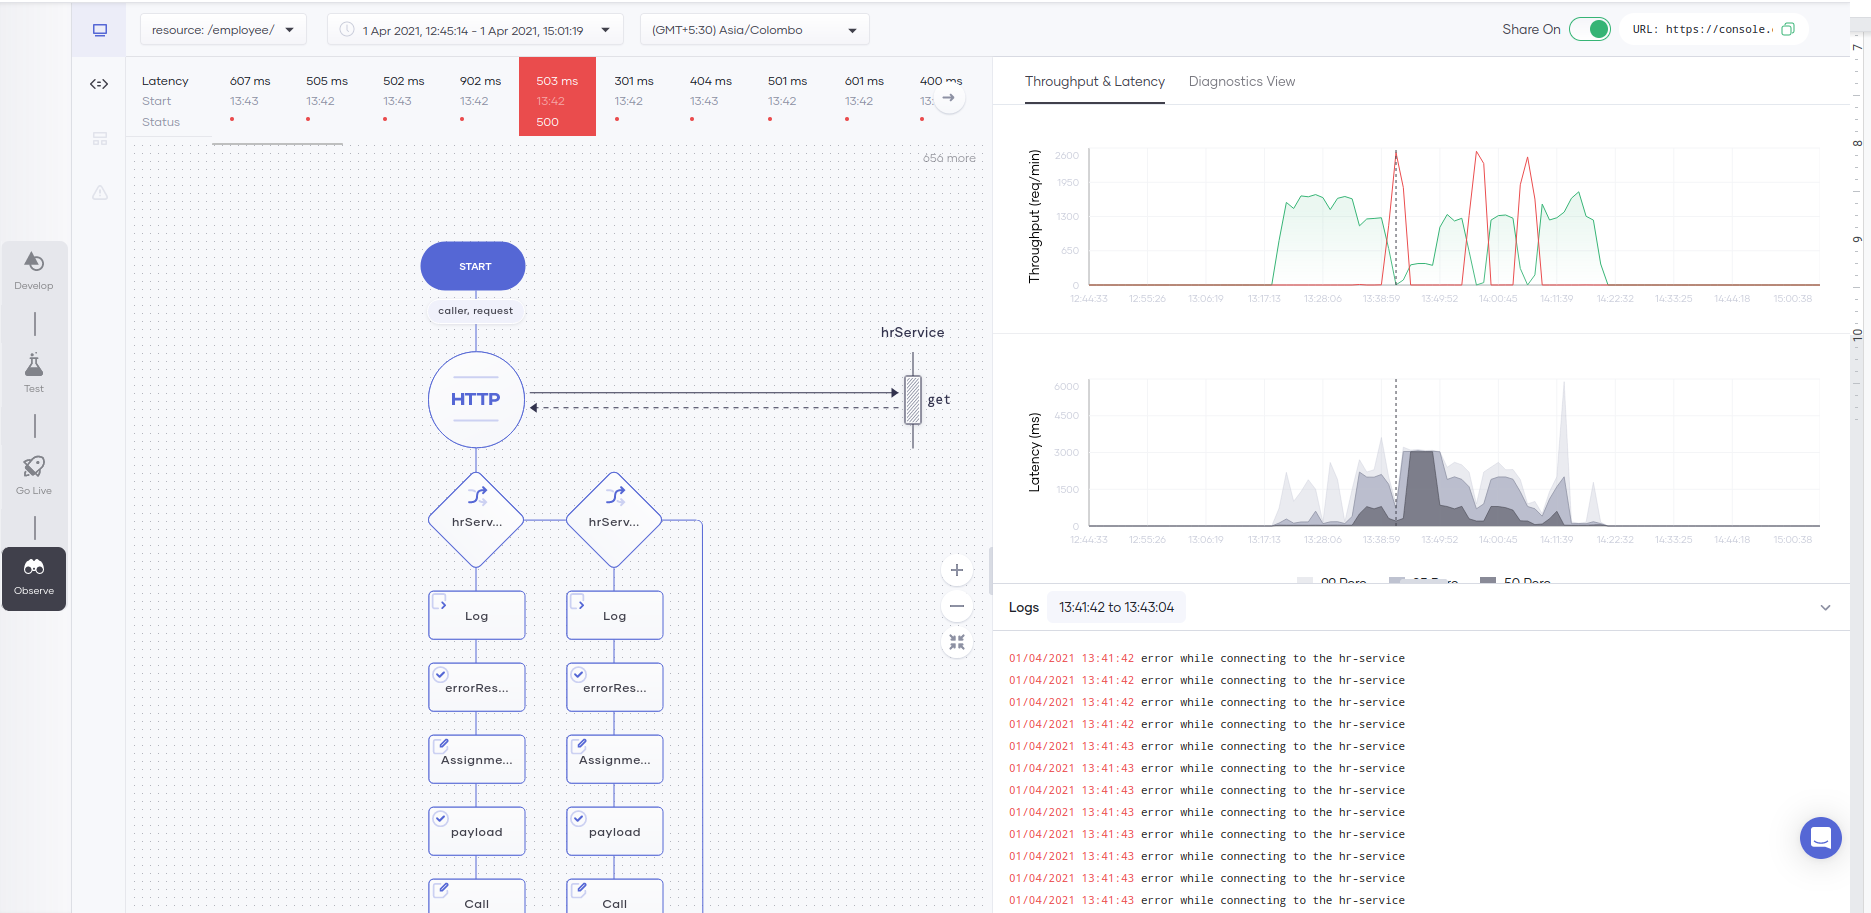 resource: /employee/
1 Apr 2021, 12:45:14 - 1 Apr 2021, 15:01:19
(GMT+5:30) Asia/Colombo
Share On
URL: https://console.
Latency 607 ms 505 ms 502 ms 902 ms 503 ms 301 ms 404 ms 501 ms 601 ms 400 ms
Start 13:43 13:42 13:43 13:42 13:42 13:42 13:43 13:42 13:42 13:
Status 500
656 more
Develop
Test
Go Live
Observe
START
caller, request
HTTP
hrService
get
hrServ... hrServ...
Log Log
errorRes... errorRes...
Assignme... Assignme...
payload payload
Call Call
Throughput & Latency Diagnostics View
Throughput (req/min)
2600
1950
1300
650
0
12:44:33 12:55:26 13:06:19 13:17:13 13:28:06 13:38:59 13:49:52 14:00:45 14:11:39 14:22:32 14:33:25 14:44:18 15:00:38
Latency (ms)
6000
4500
3000
1500
0
12:44:33 12:55:26 13:06:19 13:17:13 13:28:06 13:38:59 13:49:52 14:00:45 14:11:39 14:22:32 14:33:25 14:44:18 15:00:38
Logs 13:41:42 to 13:43:04
01/04/2021 13:41:42 error while connecting to the hr-service
01/04/2021 13:41:42 error while connecting to the hr-service
01/04/2021 13:41:42 error while connecting to the hr-service
01/04/2021 13:41:42 error while connecting to the hr-service
01/04/2021 13:41:43 error while connecting to the hr-service
01/04/2021 13:41:43 error while connecting to the hr-service
01/04/2021 13:41:43 error while connecting to the hr-service
01/04/2021 13:41:43 error while connecting to the hr-service
01/04/2021 13:41:43 error while connecting to the hr-service
01/04/2021 13:41:43 error while connecting to the hr-service
01/04/2021 13:41:43 error while connecting to the hr-service
01/04/2021 13:41:43 error while connecting to the hr-service
7
8
9
10